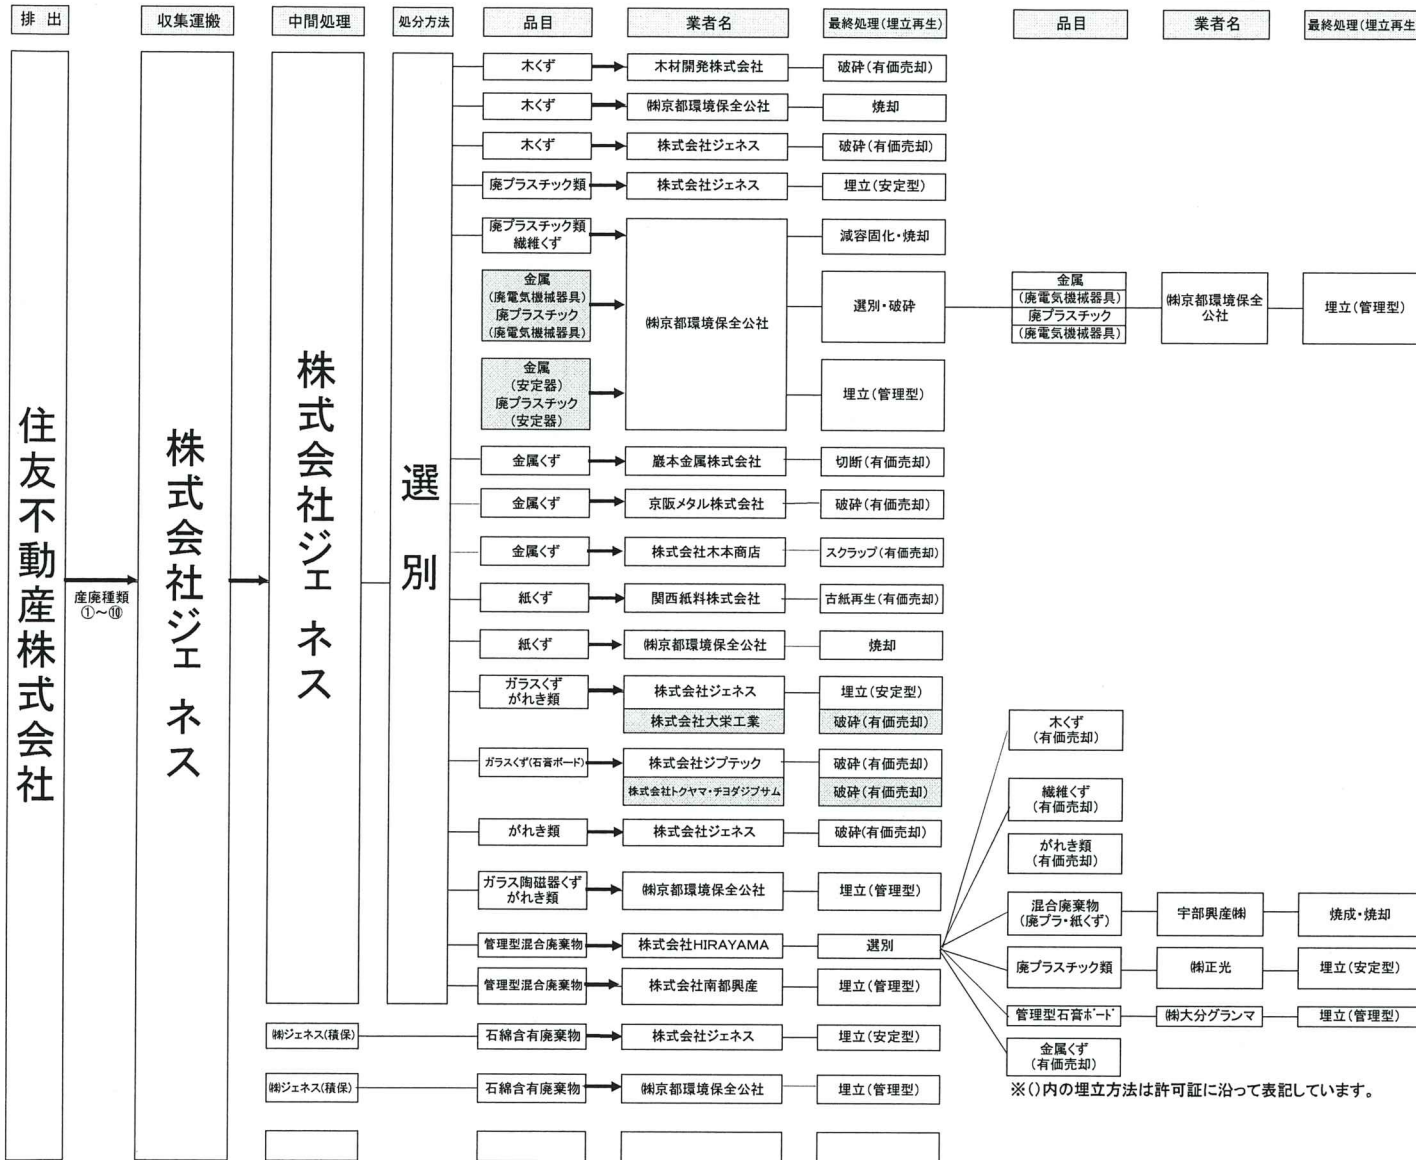 排出
収集運搬
中間処理
処分方法
品目
業者名
最終処理(埋立再生)
品目
業者名
最終処理(埋立再生
住友不動産株式会社
産廃種類
①～⑩
株式会社ジェネス
株式会社ジェネス
選別
木くず
木材開発株式会社
破砕(有価売却)
木くず
㈱京都環境保全公社
焼却
木くず
株式会社ジェネス
破砕(有価売却)
廃プラスチック類
株式会社ジェネス
埋立(安定型)
廃プラスチック類
繊維くず
㈱京都環境保全公社
減容固化・焼却
金属
(廃電気機械器具)
廃プラスチック
(廃電気機械器具)
選別・破砕
金属
(廃電気機械器具)
廃プラスチック
(廃電気機械器具)
㈱京都環境保全
公社
埋立(管理型)
金属
(安定器)
廃プラスチック
(安定器)
埋立(管理型)
金属くず
巖本金属株式会社
切断(有価売却)
金属くず
京阪メタル株式会社
破砕(有価売却)
金属くず
株式会社木本商店
スクラップ(有価売却)
紙くず
関西紙料株式会社
古紙再生(有価売却)
紙くず
㈱京都環境保全公社
焼却
ガラスくず
がれき類
株式会社ジェネス
埋立(安定型)
株式会社大栄工業
破砕(有価売却)
ガラスくず(石膏ボード)
株式会社ジプテック
破砕(有価売却)
株式会社トクヤマ・チヨダジプサム
破砕(有価売却)
がれき類
株式会社ジェネス
破砕(有価売却)
ガラス陶磁器くず
がれき類
㈱京都環境保全公社
埋立(管理型)
管理型混合廃棄物
株式会社HIRAYAMA
選別
管理型混合廃棄物
株式会社南都興産
埋立(管理型)
㈱ジェネス(積保)
石綿含有廃棄物
株式会社ジェネス
埋立(安定型)
㈱ジェネス(積保)
石綿含有廃棄物
㈱京都環境保全公社
埋立(管理型)
木くず
(有価売却)
繊維くず
(有価売却)
がれき類
(有価売却)
混合廃棄物
(廃プラ・紙くず)
宇部興産㈱
焼成・焼却
廃プラスチック類
㈱正光
埋立(安定型)
管理型石膏ボード
㈱大分グランマ
埋立(管理型)
金属くず
(有価売却)
※()内の埋立方法は許可証に沿って表記しています。